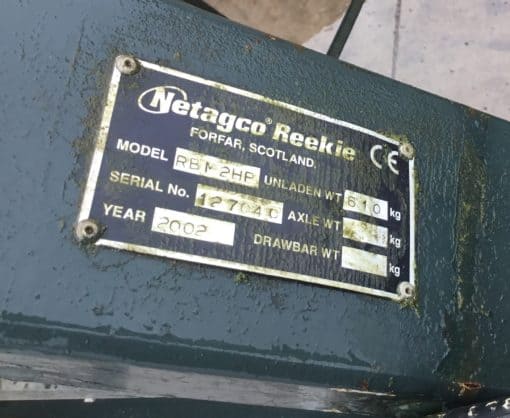 Netagco® Reekie CE
FORFAR, SCOTLAND
MODEL RBM2HP UNLADEN WT 610 kg
SERIAL No. AXLE WT kg
YEAR 2002 DRAWBAR WT kg